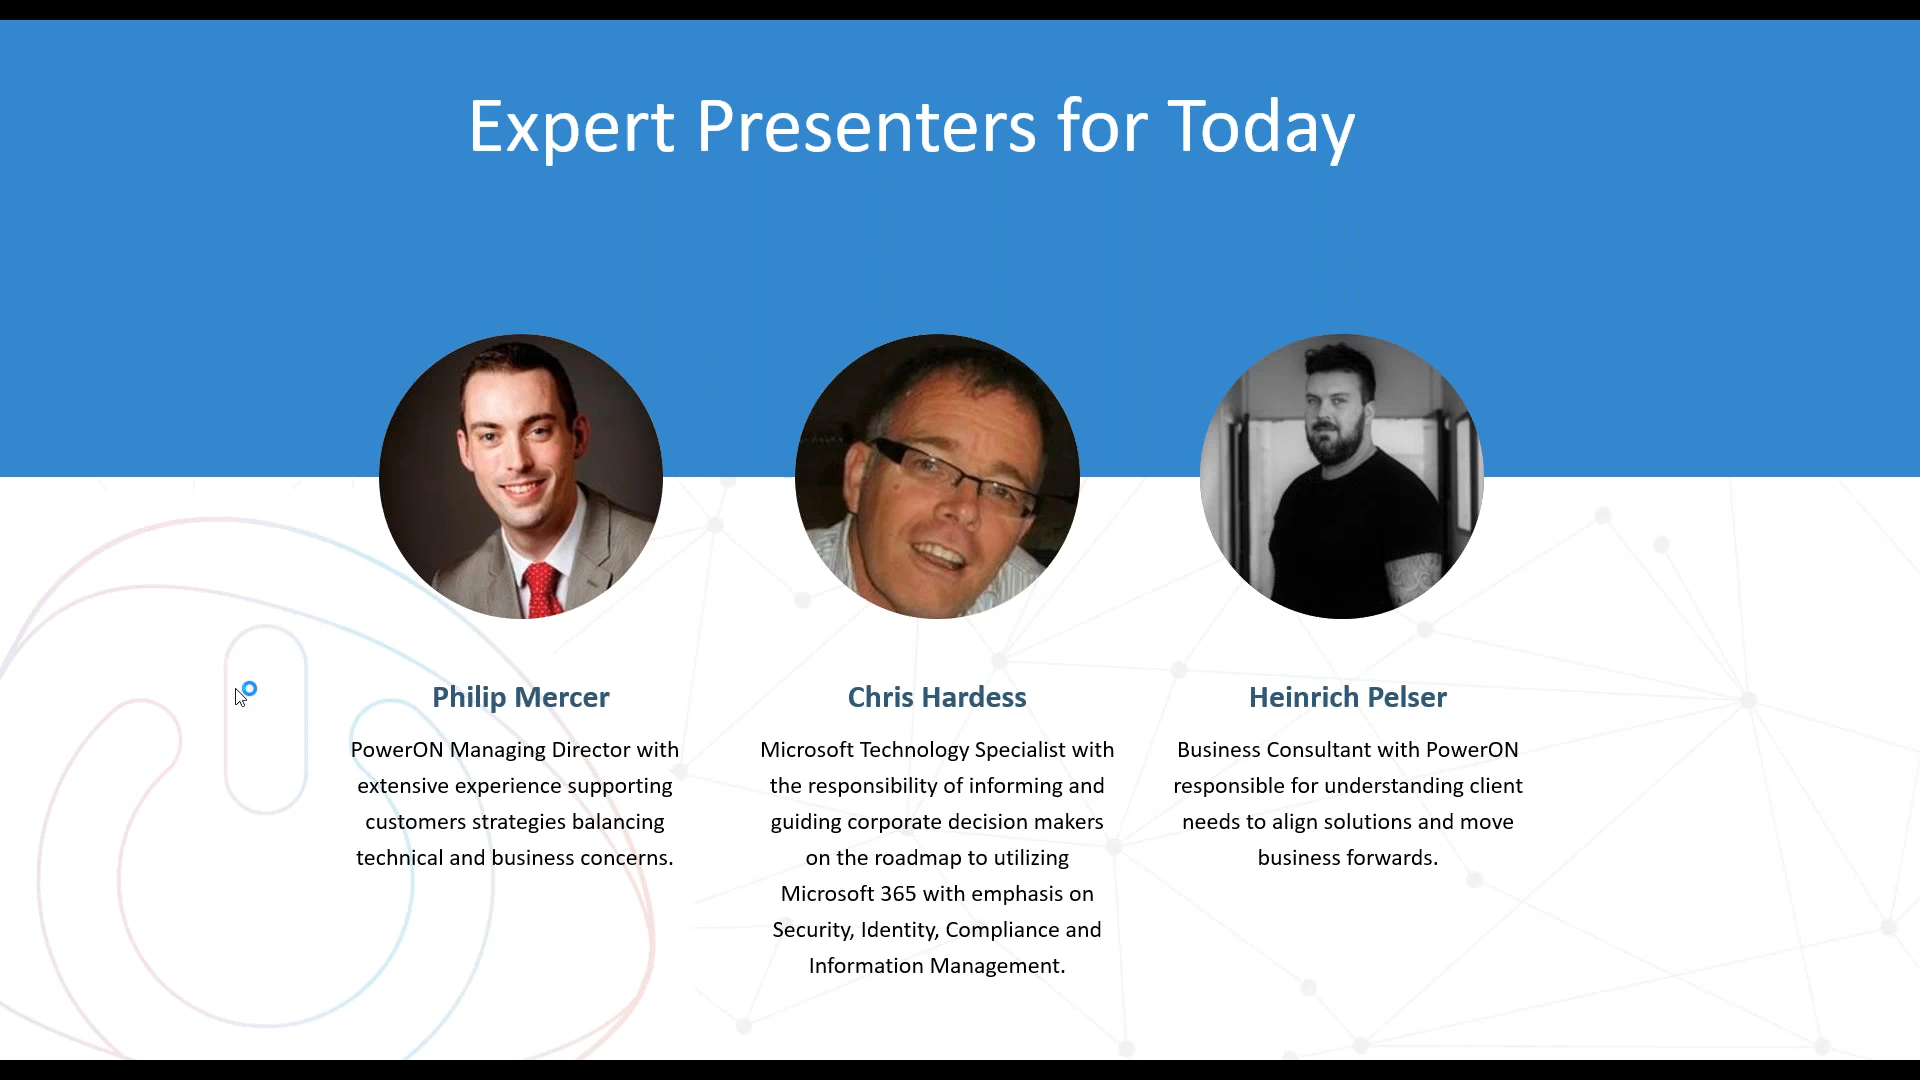 Expert Presenters for Today
Philip Mercer
PowerON Managing Director with
extensive experience supporting
customers strategies balancing
technical and business concerns.
Chris Hardess
Microsoft Technology Specialist with
the responsibility of informing and
guiding corporate decision makers
on the roadmap to utilizing
Microsoft 365 with emphasis on
Security, Identity, Compliance and
Information Management.
Heinrich Pelser
Business Consultant with PowerON
responsible for understanding client
needs to align solutions and move
business forwards.